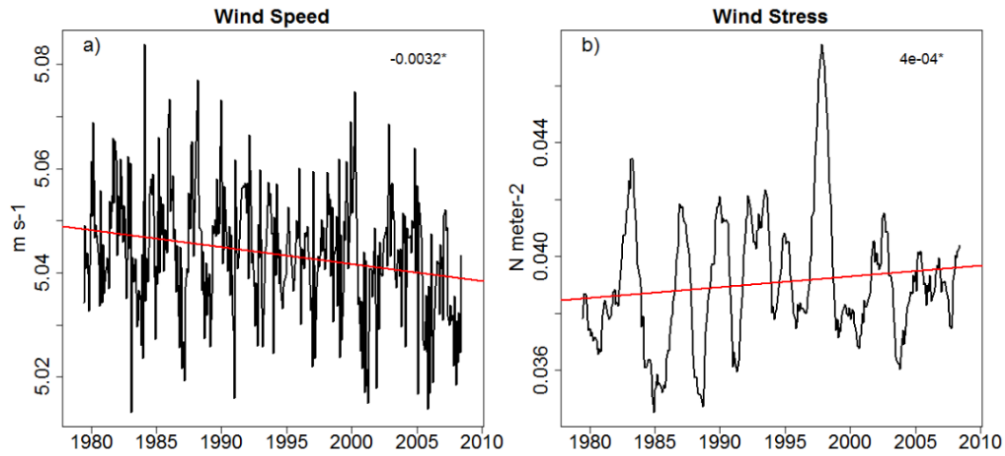 Wind Speed
a)
-0.0032*
m s-1
5.08
5.06
5.04
5.02
1980 1985 1990 1995 2000 2005 2010
Wind Stress
b)
4e-04*
N meter-2
0.044
0.040
0.036
1980 1985 1990 1995 2000 2005 2010